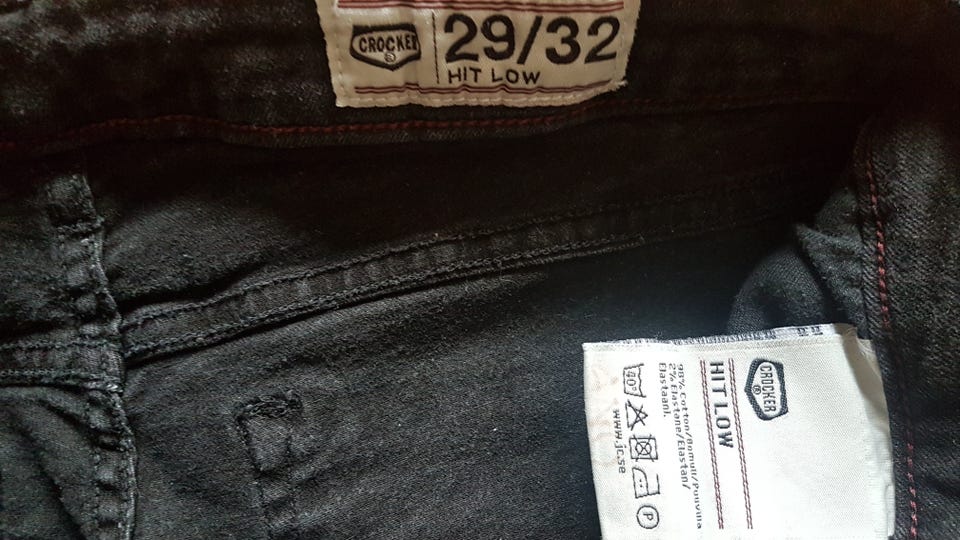 CROCKER
®
29/32
HIT LOW
CROCKER
®
HIT LOW
98% Cotton/Bomull/Puuvilla
2% Elastane/Elastan/
Elastaani.
40°
P
www.jc.se